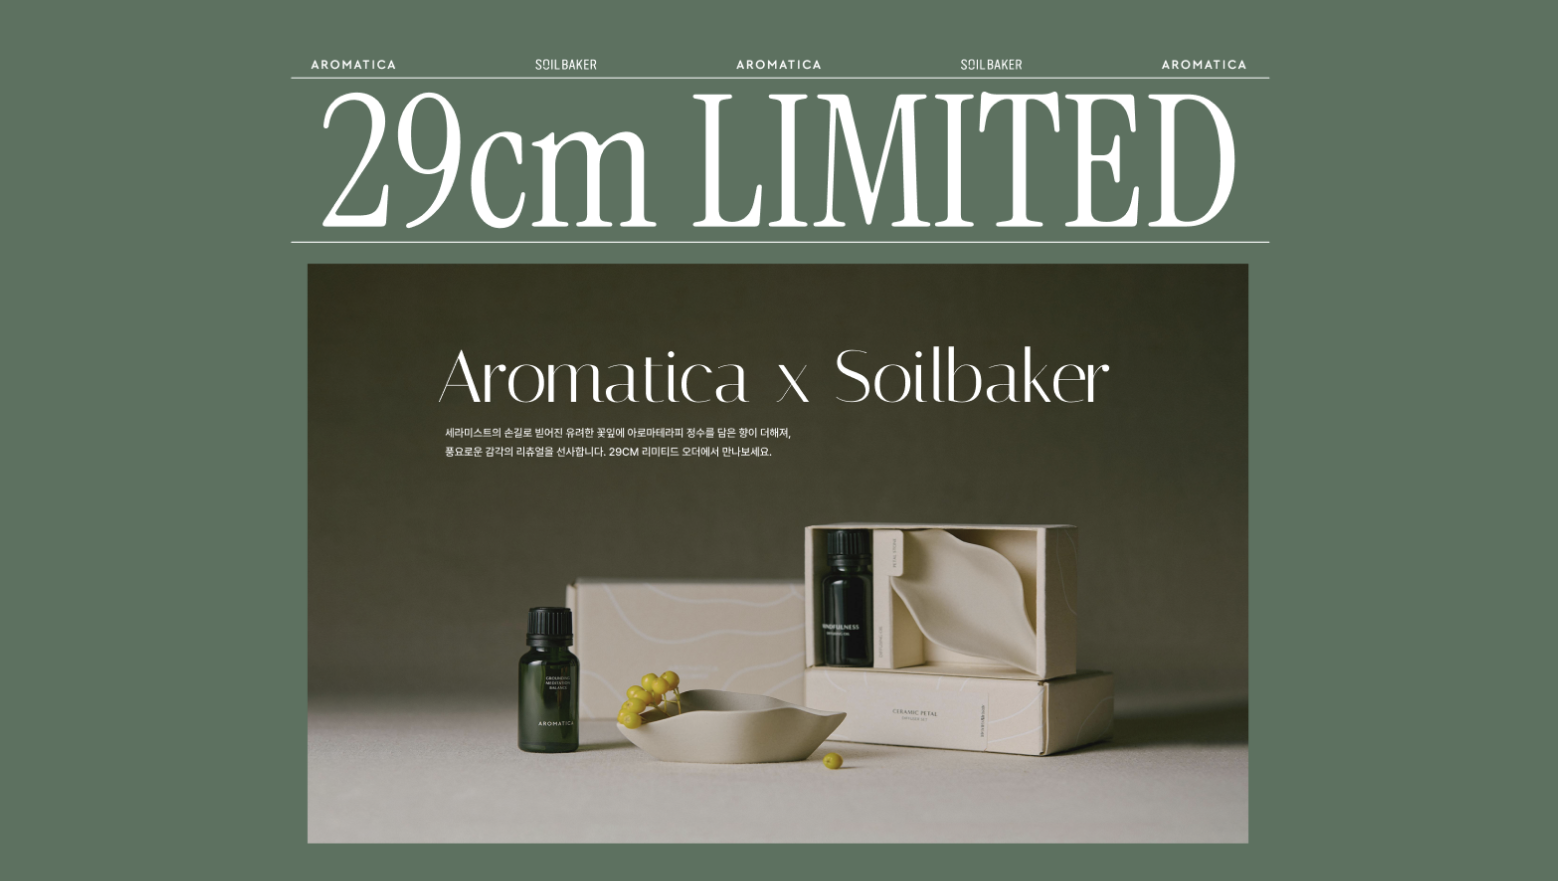 AROMATICA SOILBAKER AROMATICA SOILBAKER AROMATICA
29cm LIMITED
Aromatica x Soilbaker
세라미스트의 손길로 빋어진 유려한 꽃잎에 아로마테라피 정수를 담은 향이 더해져,
풍요로운 감각의 리츄얼을 선사합니다. 29CM 리미티드 오더에서 만나보세요.
MINDFULNESS
AROMATICA
CERAMIC PETAL